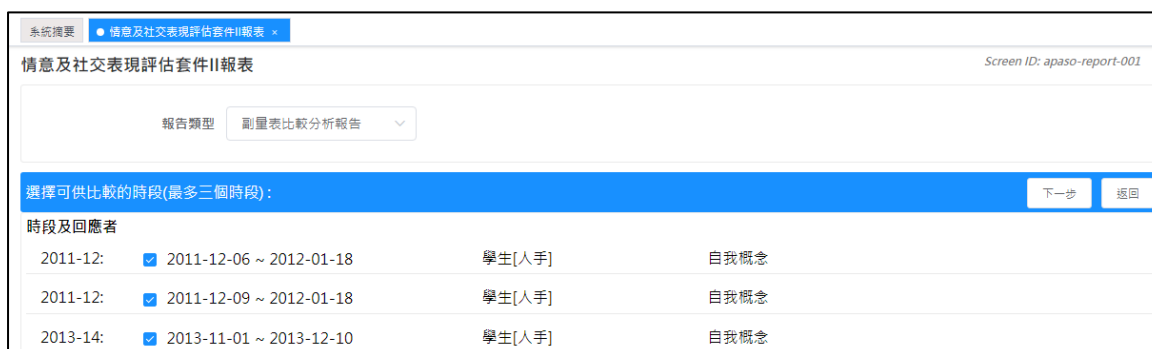 系統摘要 情意及社交表現評估套件II報表 ×
情意及社交表現評估套件II報表 Screen ID: apaso-report-001
報告類型 副量表比較分析報告
選擇可供比較的時段(最多三個時段) : 下一步 返回
時段及回應者
2011-12: 2011-12-06 ~ 2012-01-18 學生[人手] 自我概念
2011-12: 2011-12-09 ~ 2012-01-18 學生[人手] 自我概念
2013-14: 2013-11-01 ~ 2013-12-10 學生[人手] 自我概念